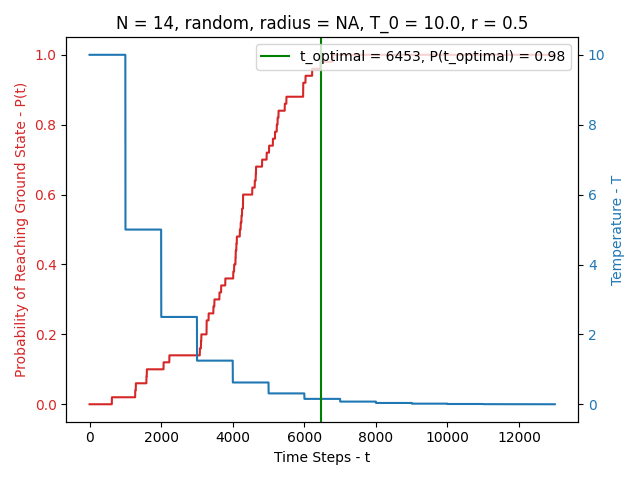 N = 14, random, radius = NA, T_0 = 10.0, r = 0.5
t_optimal = 6453, P(t_optimal) = 0.98
Probability of Reaching Ground State - P(t)
1.0
0.8
0.6
0.4
0.2
0.0
10
8
6
4
2
0
Temperature - T
0 2000 4000 6000 8000 10000 12000
Time Steps - t